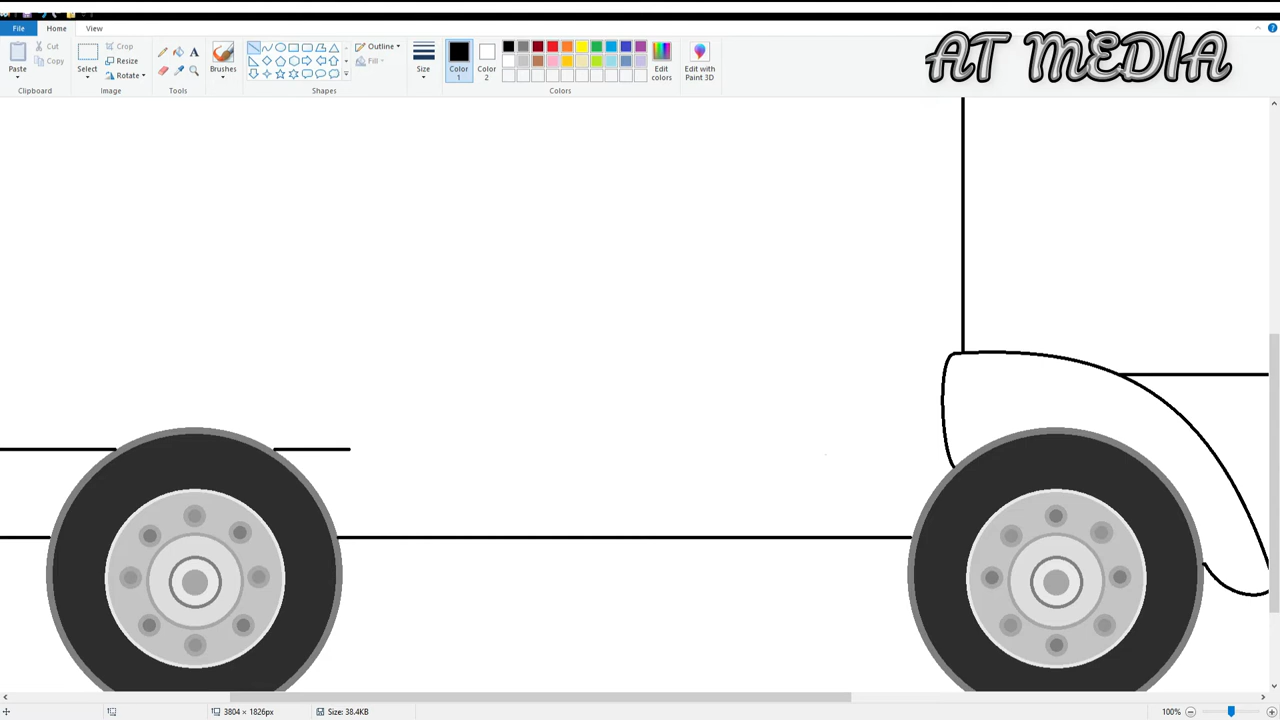 File Home View
AT MEDIA
Paste
Cut
Copy
Clipboard
Select
Crop
Resize
Rotate
Image
A
Tools
Brushes
Outline
Fill
Shapes
Size
Color 1
Color 2
Edit colors
Colors
Edit with Paint 3D
3804 × 1826px
Size: 38.4KB
100%